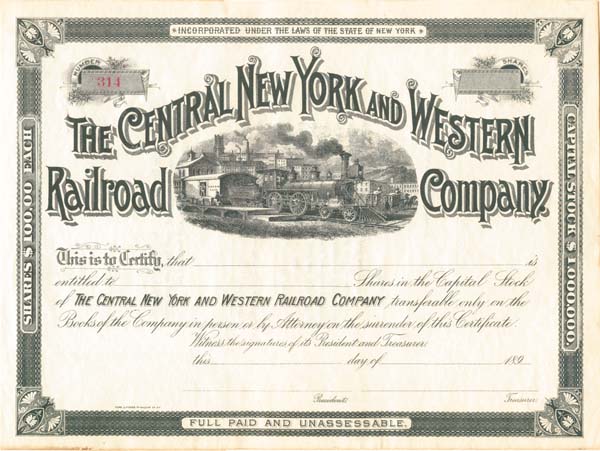 INCORPORATED UNDER THE LAWS OF THE STATE OF NEW YORK
NUMBER
314
SHARES
THE CENTRAL NEW YORK AND WESTERN
Railroad Company.
SHARES $100.00 EACH
CAPITAL STOCK $1,000,000.
This is to Certify, that is
entitled to Shares in the Capital Stock
of THE CENTRAL NEW YORK AND WESTERN RAILROAD COMPANY, transferable only on the
Books of the Company in person or by Attorney on the surrender of this Certificate.
Witness the signatures of its President and Treasurer
this day of 189
President. Treasurer.
FULL PAID AND UNASSESSABLE.